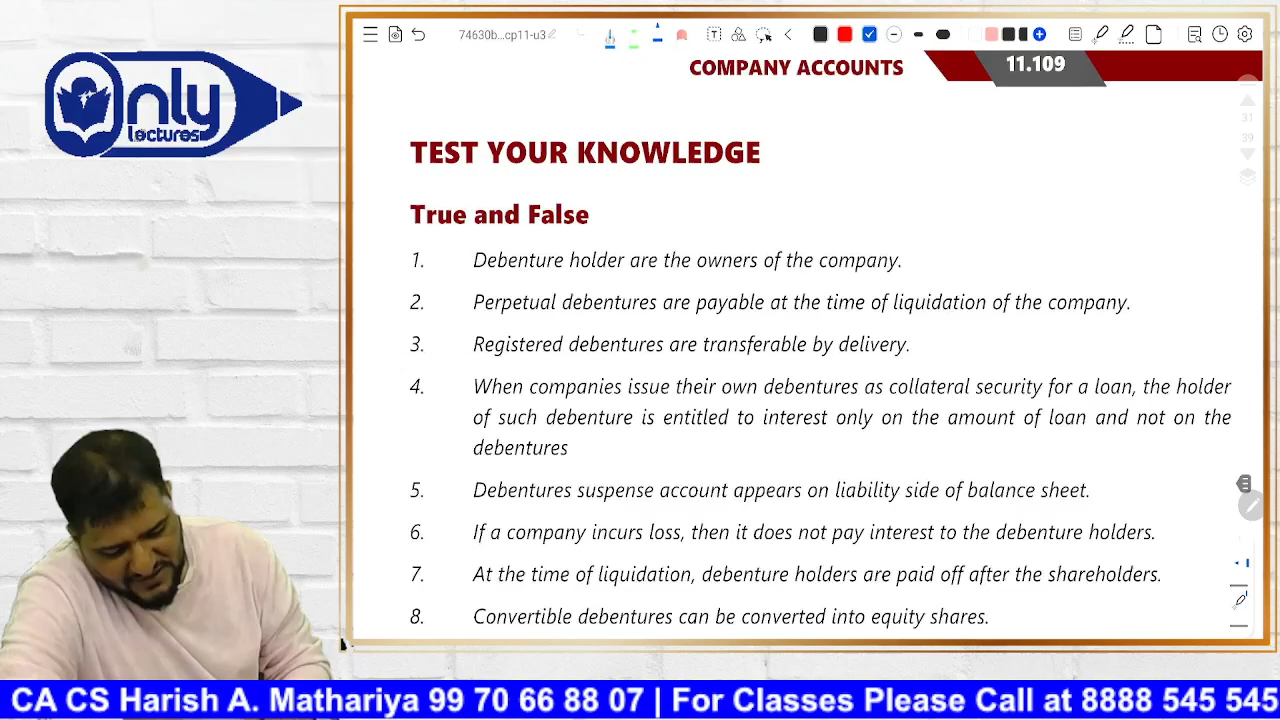 74630b...cp11-u3
COMPANY ACCOUNTS
11.109
nly
lectures
31
39
TEST YOUR KNOWLEDGE
True and False
1. Debenture holder are the owners of the company.
2. Perpetual debentures are payable at the time of liquidation of the company.
3. Registered debentures are transferable by delivery.
4. When companies issue their own debentures as collateral security for a loan, the holder
of such debenture is entitled to interest only on the amount of loan and not on the
debentures
5. Debentures suspense account appears on liability side of balance sheet.
6. If a company incurs loss, then it does not pay interest to the debenture holders.
7. At the time of liquidation, debenture holders are paid off after the shareholders.
8. Convertible debentures can be converted into equity shares.
CA CS Harish A. Mathariya 99 70 66 88 07 | For Classes Please Call at 8888 545 545